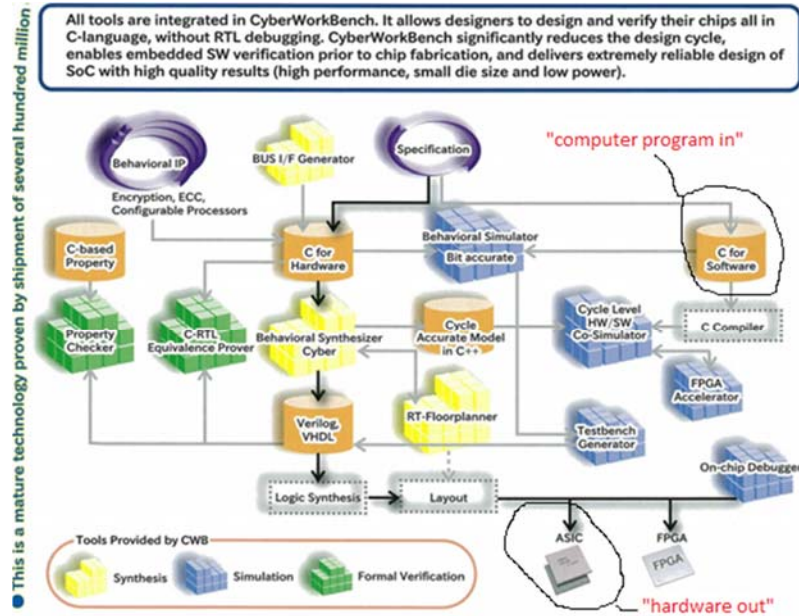 All tools are integrated in CyberWorkBench. It allows designers to design and verify their chips all in
C-language, without RTL debugging. CyberWorkBench significantly reduces the design cycle,
enables embedded SW verification prior to chip fabrication, and delivers extremely reliable design of
SoC with high quality results (high performance, small die size and low power).
This is a mature technology proven by shipment of several hundred million
"computer program in"
Behavioral IP
BUS I/F Generator
Specification
Encryption, ECC,
Configurable Processors
C-based
Property
C for
Hardware
Behavioral Simulator
Bit accurate
C for
Software
Property
Checker
C-RTL
Equivalence Prover
Behavioral Synthesizer
Cyber
Cycle
Accurate Model
in C++
Cycle Level
HW/SW
Co-Simulator
C Compiler
FPGA
Accelerator
Verilog,
VHDL
RT-Floorplanner
Testbench
Generator
On-chip Debugger
Logic Synthesis
Layout
ASIC
FPGA
FPGA
Tools Provided by CWB
Synthesis
Simulation
Formal Verification
"hardware out"